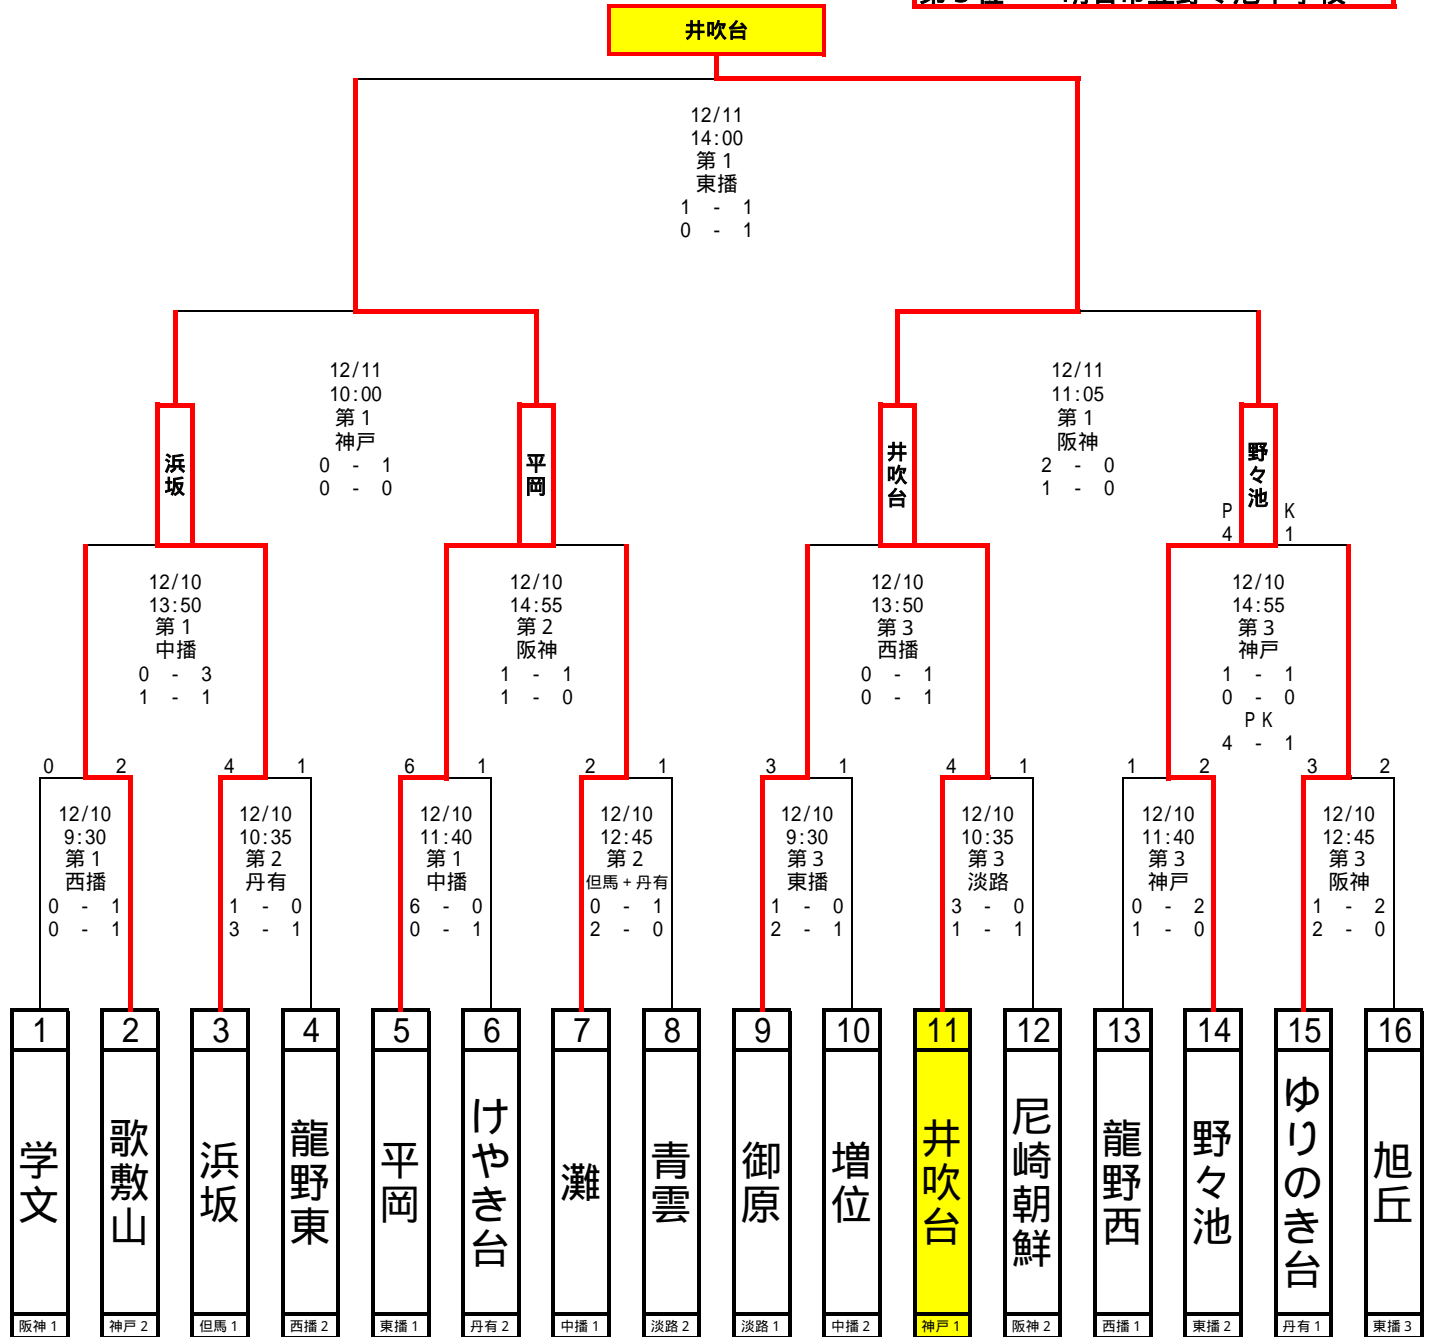 井吹台
12/11
14:00
第1
東播
1 - 1
0 - 1
12/11
10:00
第1
神戸
0 - 1
0 - 0
12/11
11:05
第1
阪神
2 - 0
1 - 0
浜坂
平岡
井吹台
野々池
P K
4 1
12/10
13:50
第1
中播
0 - 3
1 - 1
12/10
14:55
第2
阪神
1 - 1
1 - 0
12/10
13:50
第3
西播
0 - 1
0 - 1
12/10
14:55
第3
神戸
1 - 1
0 - 0
PK
4 - 1
0 2 4 1 6 1 2 1 3 1 4 1 1 2 3 2
12/10
9:30
第1
西播
0 - 1
0 - 1
12/10
10:35
第2
丹有
1 - 0
3 - 1
12/10
11:40
第1
中播
6 - 0
0 - 1
12/10
12:45
第2
但馬+丹有
0 - 1
2 - 0
12/10
9:30
第3
東播
1 - 0
2 - 1
12/10
10:35
第3
淡路
3 - 0
1 - 1
12/10
11:40
第3
神戸
0 - 2
1 - 0
12/10
12:45
第3
阪神
1 - 2
2 - 0
1 2 3 4 5 6 7 8 9 10 11 12 13 14 15 16
学文
歌敷山
浜坂
龍野東
平岡
けやき台
灘
青雲
御原
増位
井吹台
尼崎朝鮮
龍野西
野々池
ゆりのき台
旭丘
阪神1 神戸2 但馬1 西播2 東播1 丹有2 中播1 淡路2 淡路1 中播2 神戸1 阪神2 西播1 東播2 丹有1 東播3